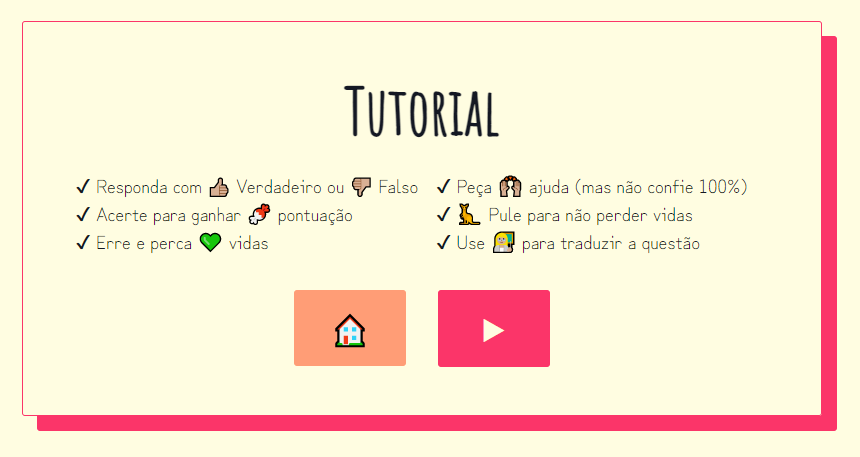 Tutorial
✓ Responda com 👍🏽 Verdadeiro ou 👎🏽 Falso
✓ Acerte para ganhar 🍖 pontuação
✓ Erre e perca 💚 vidas
✓ Peça 🤲🏽 ajuda (mas não confie 100%)
✓ 🦘 Pule para não perder vidas
✓ Use 👩🏼‍🏫 para traduzir a questão